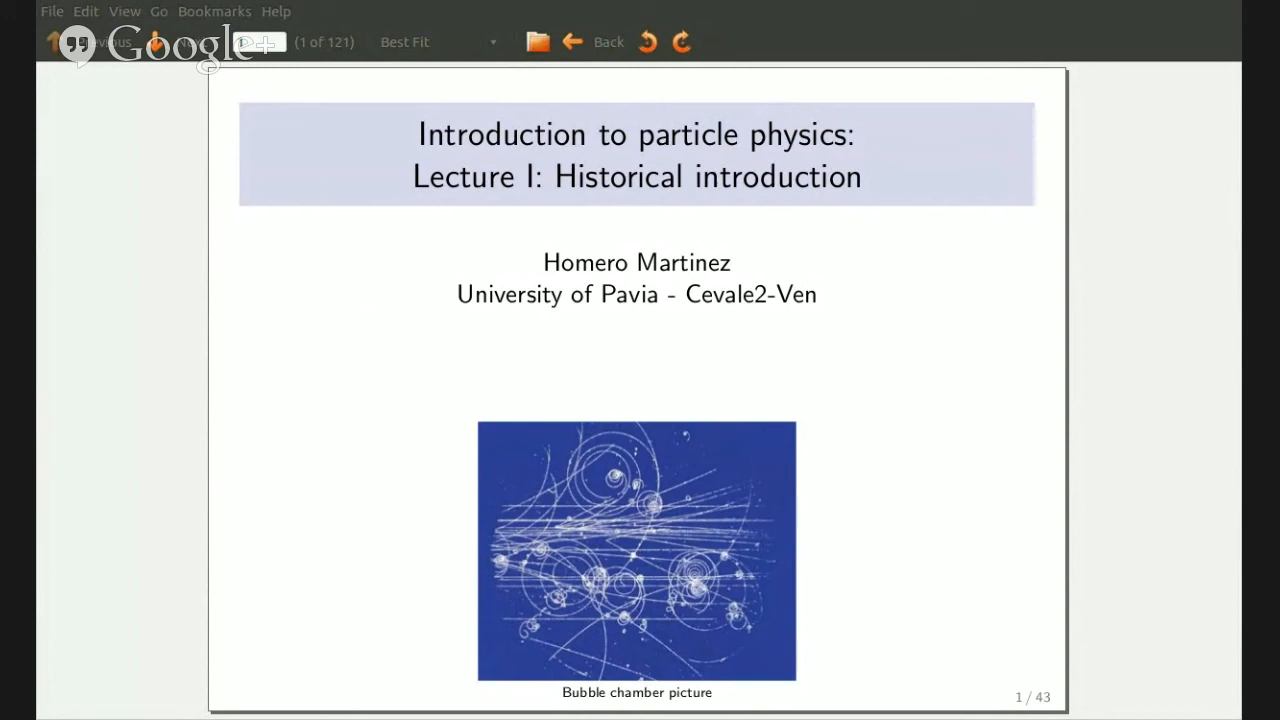 File Edit View Go Bookmarks Help
Google+
(1 of 121) Best Fit Back
Introduction to particle physics:
Lecture I: Historical introduction
Homero Martinez
University of Pavia - Cevale2-Ven
Bubble chamber picture
1 / 43